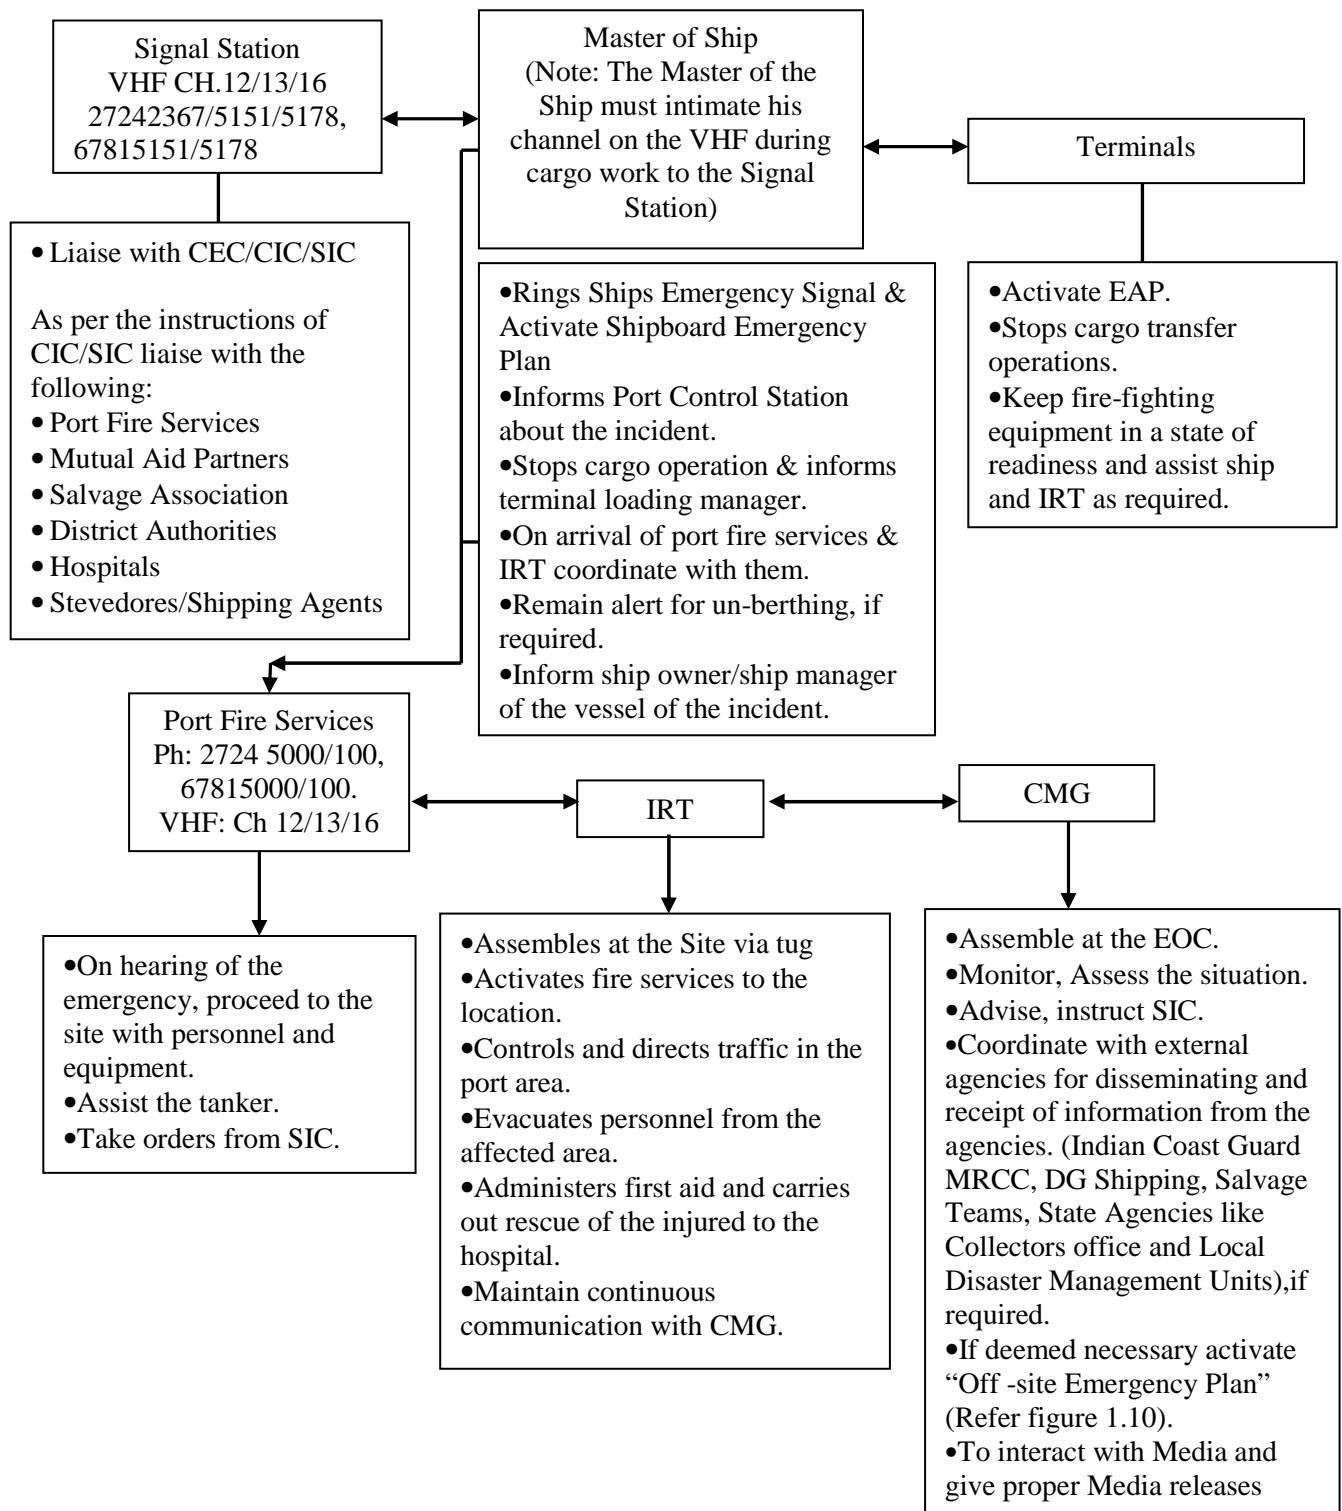 Signal Station
VHF CH.12/13/16
27242367/5151/5178,
67815151/5178
Master of Ship
(Note: The Master of the
Ship must intimate his
channel on the VHF during
cargo work to the Signal
Station)
Terminals
• Liaise with CEC/CIC/SIC
As per the instructions of
CIC/SIC liaise with the
following:
• Port Fire Services
• Mutual Aid Partners
• Salvage Association
• District Authorities
• Hospitals
• Stevedores/Shipping Agents
•Rings Ships Emergency Signal &
Activate Shipboard Emergency
Plan
•Informs Port Control Station
about the incident.
•Stops cargo operation & informs
terminal loading manager.
•On arrival of port fire services &
IRT coordinate with them.
•Remain alert for un-berthing, if
required.
•Inform ship owner/ship manager
of the vessel of the incident.
•Activate EAP.
•Stops cargo transfer
operations.
•Keep fire-fighting
equipment in a state of
readiness and assist ship
and IRT as required.
Port Fire Services
Ph: 2724 5000/100,
67815000/100.
VHF: Ch 12/13/16
IRT
CMG
•On hearing of the
emergency, proceed to the
site with personnel and
equipment.
•Assist the tanker.
•Take orders from SIC.
•Assembles at the Site via tug
•Activates fire services to the
location.
•Controls and directs traffic in the
port area.
•Evacuates personnel from the
affected area.
•Administers first aid and carries
out rescue of the injured to the
hospital.
•Maintain continuous
communication with CMG.
•Assemble at the EOC.
•Monitor, Assess the situation.
•Advise, instruct SIC.
•Coordinate with external
agencies for disseminating and
receipt of information from the
agencies. (Indian Coast Guard
MRCC, DG Shipping, Salvage
Teams, State Agencies like
Collectors office and Local
Disaster Management Units),if
required.
•If deemed necessary activate
“Off -site Emergency Plan”
(Refer figure 1.10).
•To interact with Media and
give proper Media releases